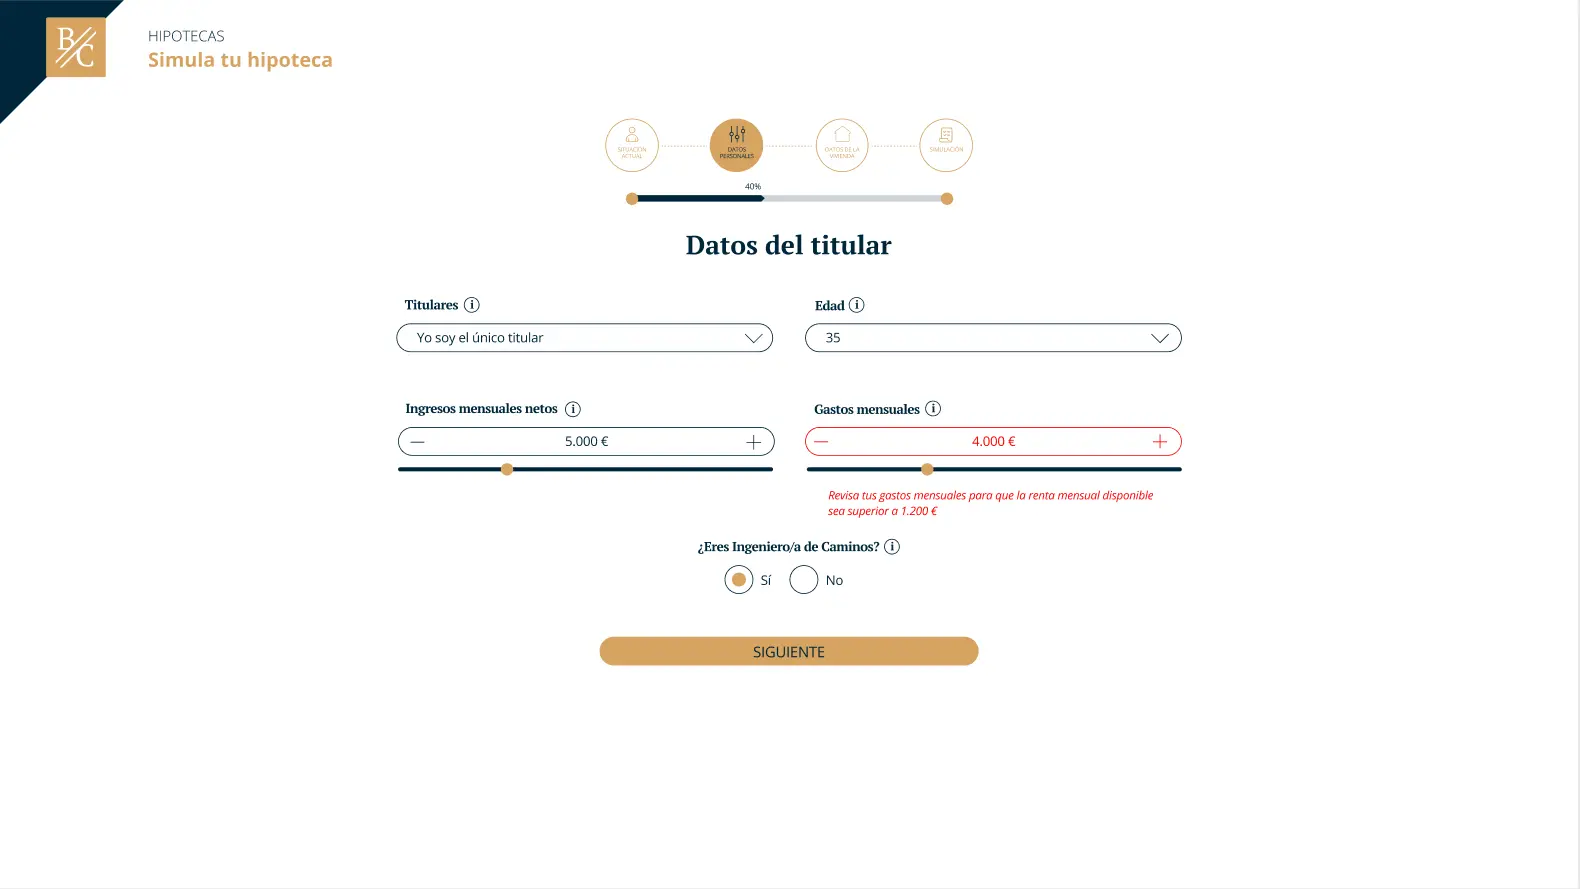 B/C
HIPOTECAS
Simula tu hipoteca
SITUACIÓN
ACTUAL
DATOS
PERSONALES
DATOS DE LA
VIVIENDA
SIMULACIÓN
40%
Datos del titular
Titulares i
Edad i
Yo soy el único titular
35
Ingresos mensuales netos i
Gastos mensuales i
— 5.000 € +
— 4.000 € +
Revisa tus gastos mensuales para que la renta mensual disponible
sea superior a 1.200 €
¿Eres Ingeniero/a de Caminos? i
Sí No
SIGUIENTE